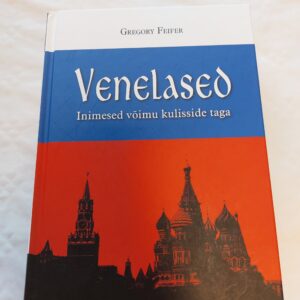 Gregory Feifer
Venelased
Inimesed võimu kulisside taga